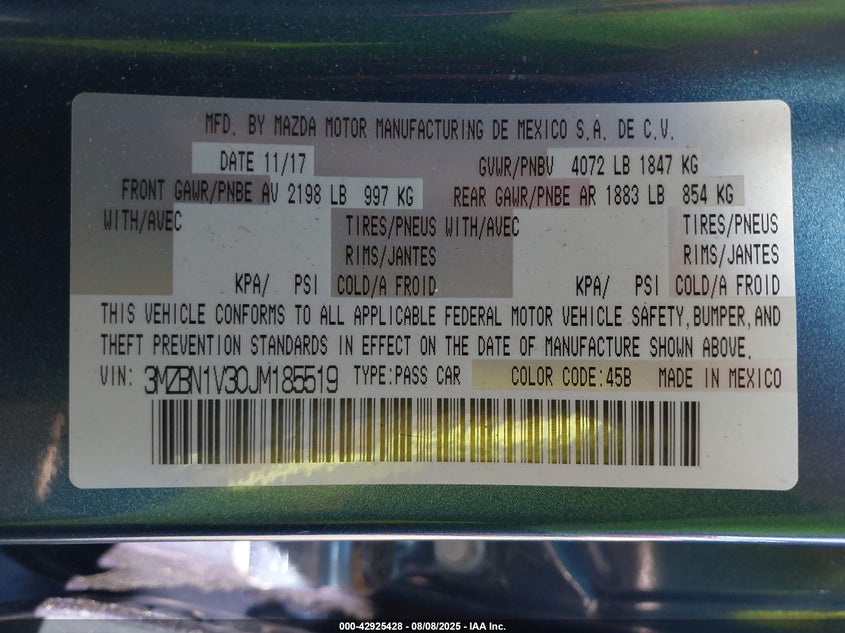 MFD. BY MAZDA MOTOR MANUFACTURING DE MEXICO S.A. DE C.V.
DATE 11/17 GVWR/PNBV 4072 LB 1847 KG
FRONT GAWR/PNBE AV 2198 LB 997 KG REAR GAWR/PNBE AR 1883 LB 854 KG
WITH/AVEC TIRES/PNEUS WITH/AVEC TIRES/PNEUS
RIMS/JANTES RIMS/JANTES
KPA/ PSI COLD/A FROID KPA/ PSI COLD/A FROID
THIS VEHICLE CONFORMS TO ALL APPLICABLE FEDERAL MOTOR VEHICLE SAFETY, BUMPER, AND
THEFT PREVENTION STANDARDS IN EFFECT ON THE DATE OF MANUFACTURE SHOWN ABOVE.
VIN: 3MZBN1V30JM185519 TYPE:PASS CAR COLOR CODE:45B MADE IN MEXICO
000-42925428 - 08/08/2025 - IAA Inc.